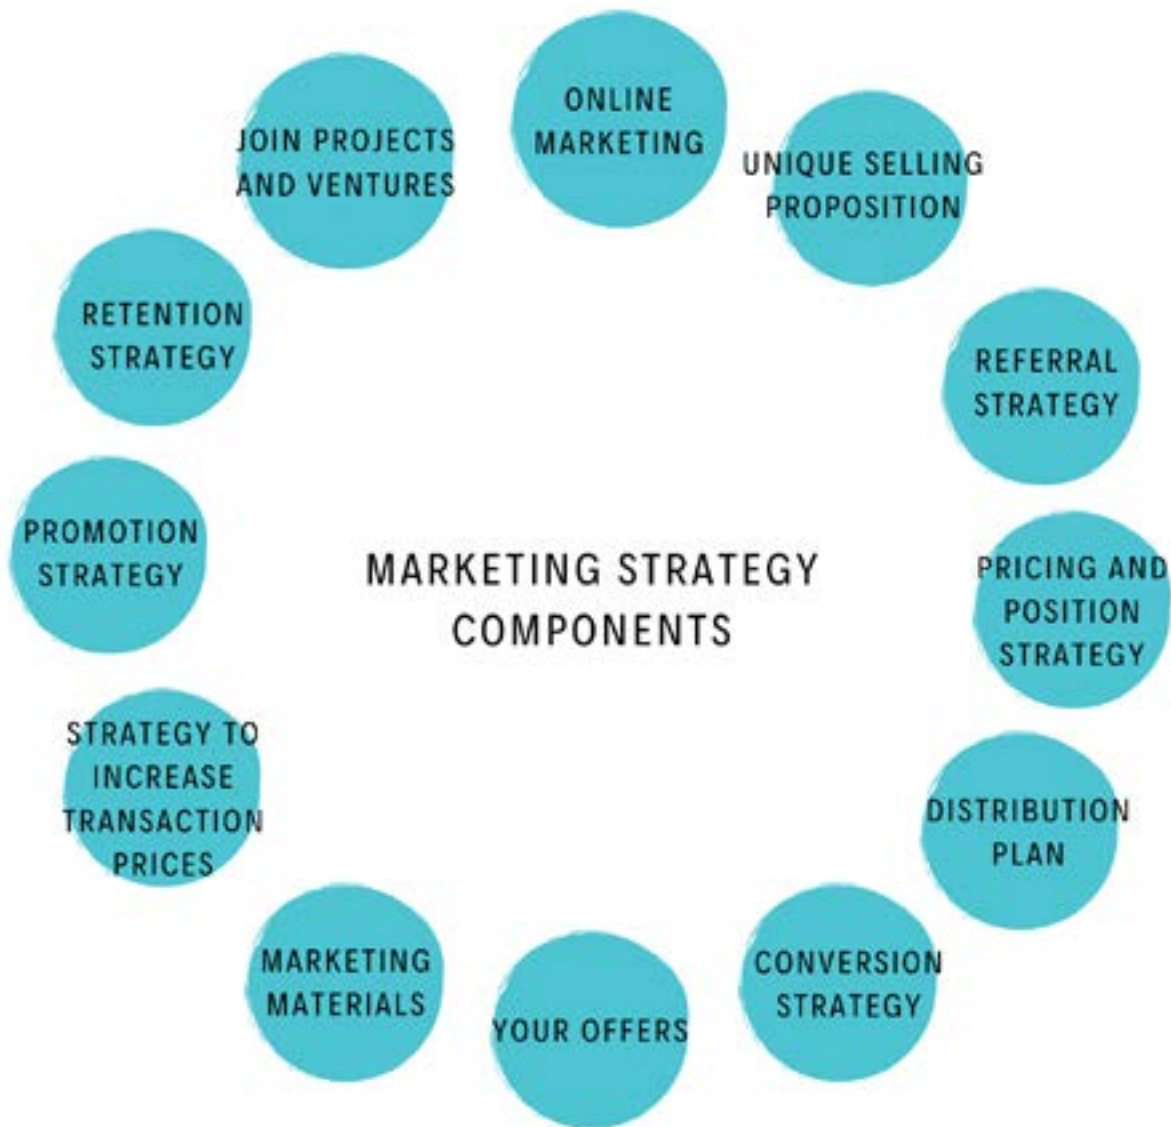 ONLINE
MARKETING
UNIQUE SELLING
PROPOSITION
REFERRAL
STRATEGY
PRICING AND
POSITION
STRATEGY
DISTRIBUTION
PLAN
CONVERSION
STRATEGY
YOUR OFFERS
MARKETING
MATERIALS
STRATEGY TO
INCREASE
TRANSACTION
PRICES
PROMOTION
STRATEGY
RETENTION
STRATEGY
JOIN PROJECTS
AND VENTURES
MARKETING STRATEGY
COMPONENTS